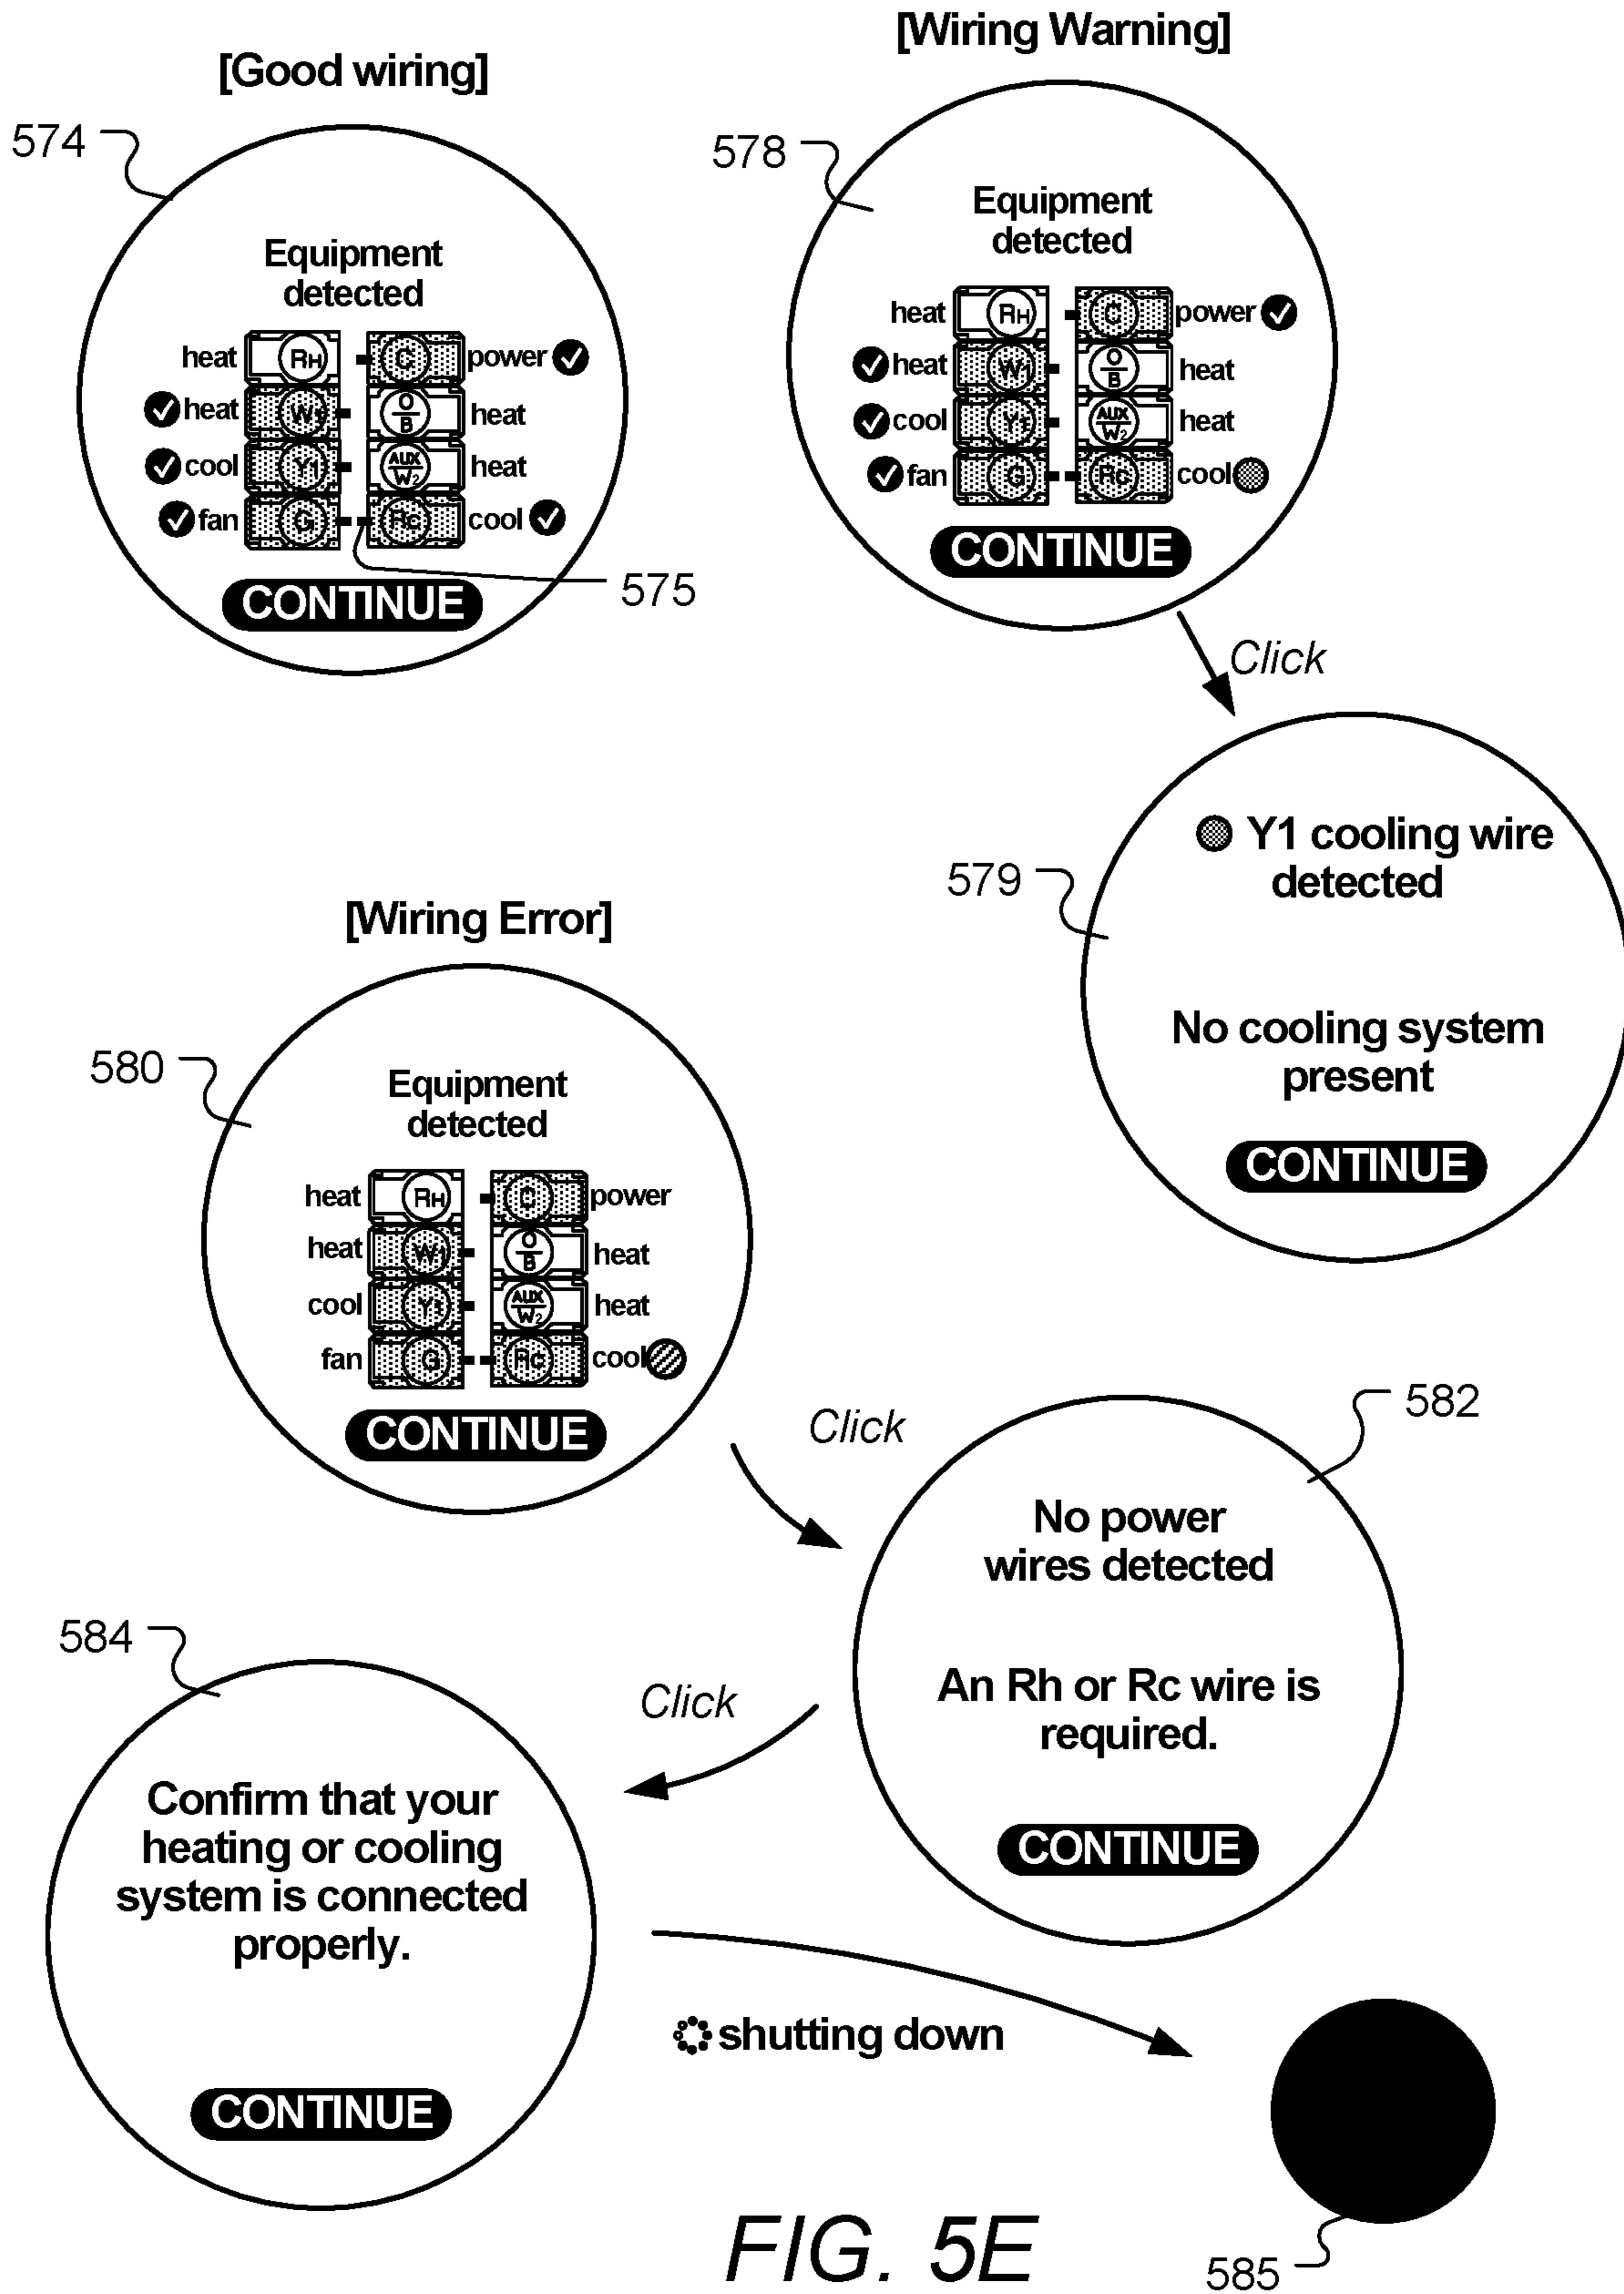 [Good wiring]
574
Equipment
detected
heat RH C power
heat W1 O B heat
cool Y1 AUX W2 heat
fan G Rc cool
575
CONTINUE
[Wiring Warning]
578
Equipment
detected
heat RH C power
heat W1 O B heat
cool Y1 AUX W2 heat
fan G Rc cool
CONTINUE
Click
579
Y1 cooling wire
detected
No cooling system
present
CONTINUE
[Wiring Error]
580
Equipment
detected
heat RH C power
heat W1 O B heat
cool Y1 AUX W2 heat
fan G Rc cool
CONTINUE
Click
582
No power
wires detected
An Rh or Rc wire is
required.
CONTINUE
Click
584
Confirm that your
heating or cooling
system is connected
properly.
CONTINUE
shutting down
585
FIG. 5E